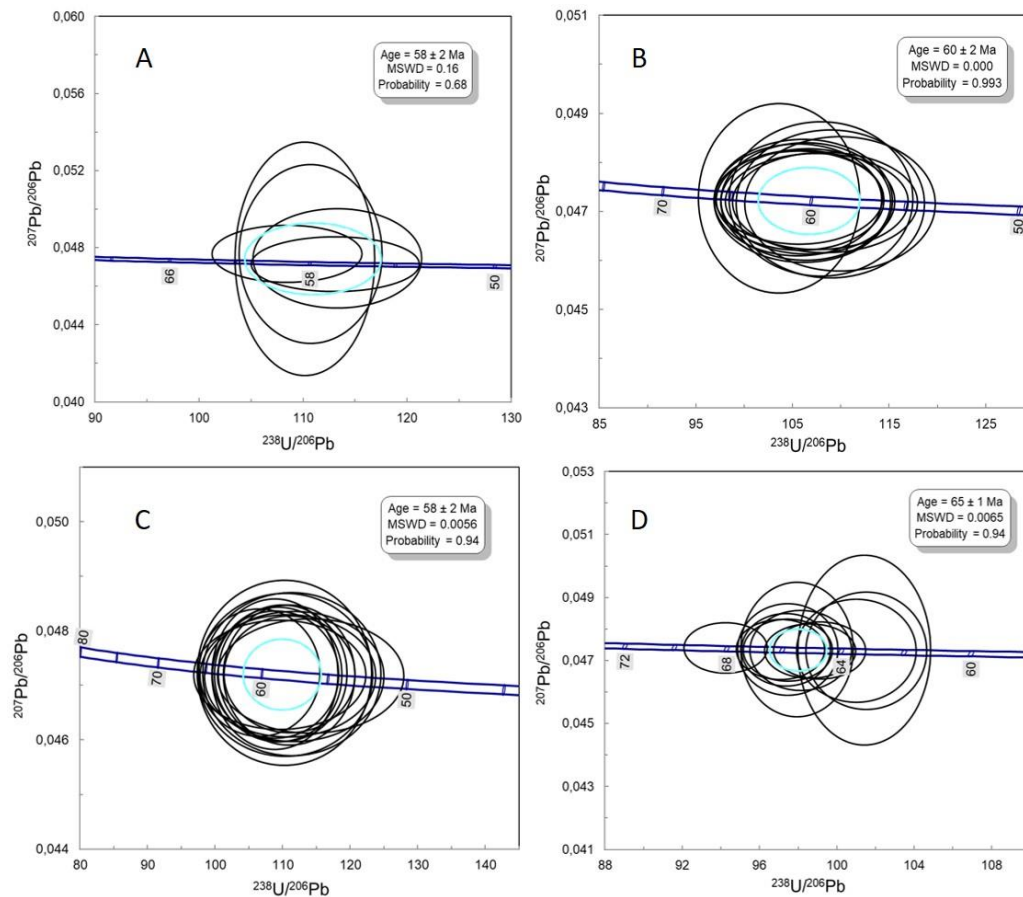 A
Age = 58 ± 2 Ma
MSWD = 0.16
Probability = 0.68
0,060
0,056
0,052
0,048
0,044
0,040
²⁰⁷Pb/²⁰⁶Pb
66
58
50
90
100
110
120
130
²³⁸U/²⁰⁶Pb
B
Age = 60 ± 2 Ma
MSWD = 0.000
Probability = 0.993
0,051
0,049
0,047
0,045
0,043
²⁰⁷Pb/²⁰⁶Pb
70
60
50
85
95
105
115
125
²³⁸U/²⁰⁶Pb
C
Age = 58 ± 2 Ma
MSWD = 0.0056
Probability = 0.94
0,050
0,048
0,046
0,044
²⁰⁷Pb/²⁰⁶Pb
80
70
60
50
80
90
100
110
120
130
140
²³⁸U/²⁰⁶Pb
D
Age = 65 ± 1 Ma
MSWD = 0.0065
Probability = 0.94
0,053
0,051
0,049
0,047
0,045
0,043
0,041
²⁰⁷Pb/²⁰⁶Pb
72
68
64
60
88
92
96
100
104
108
²³⁸U/²⁰⁶Pb